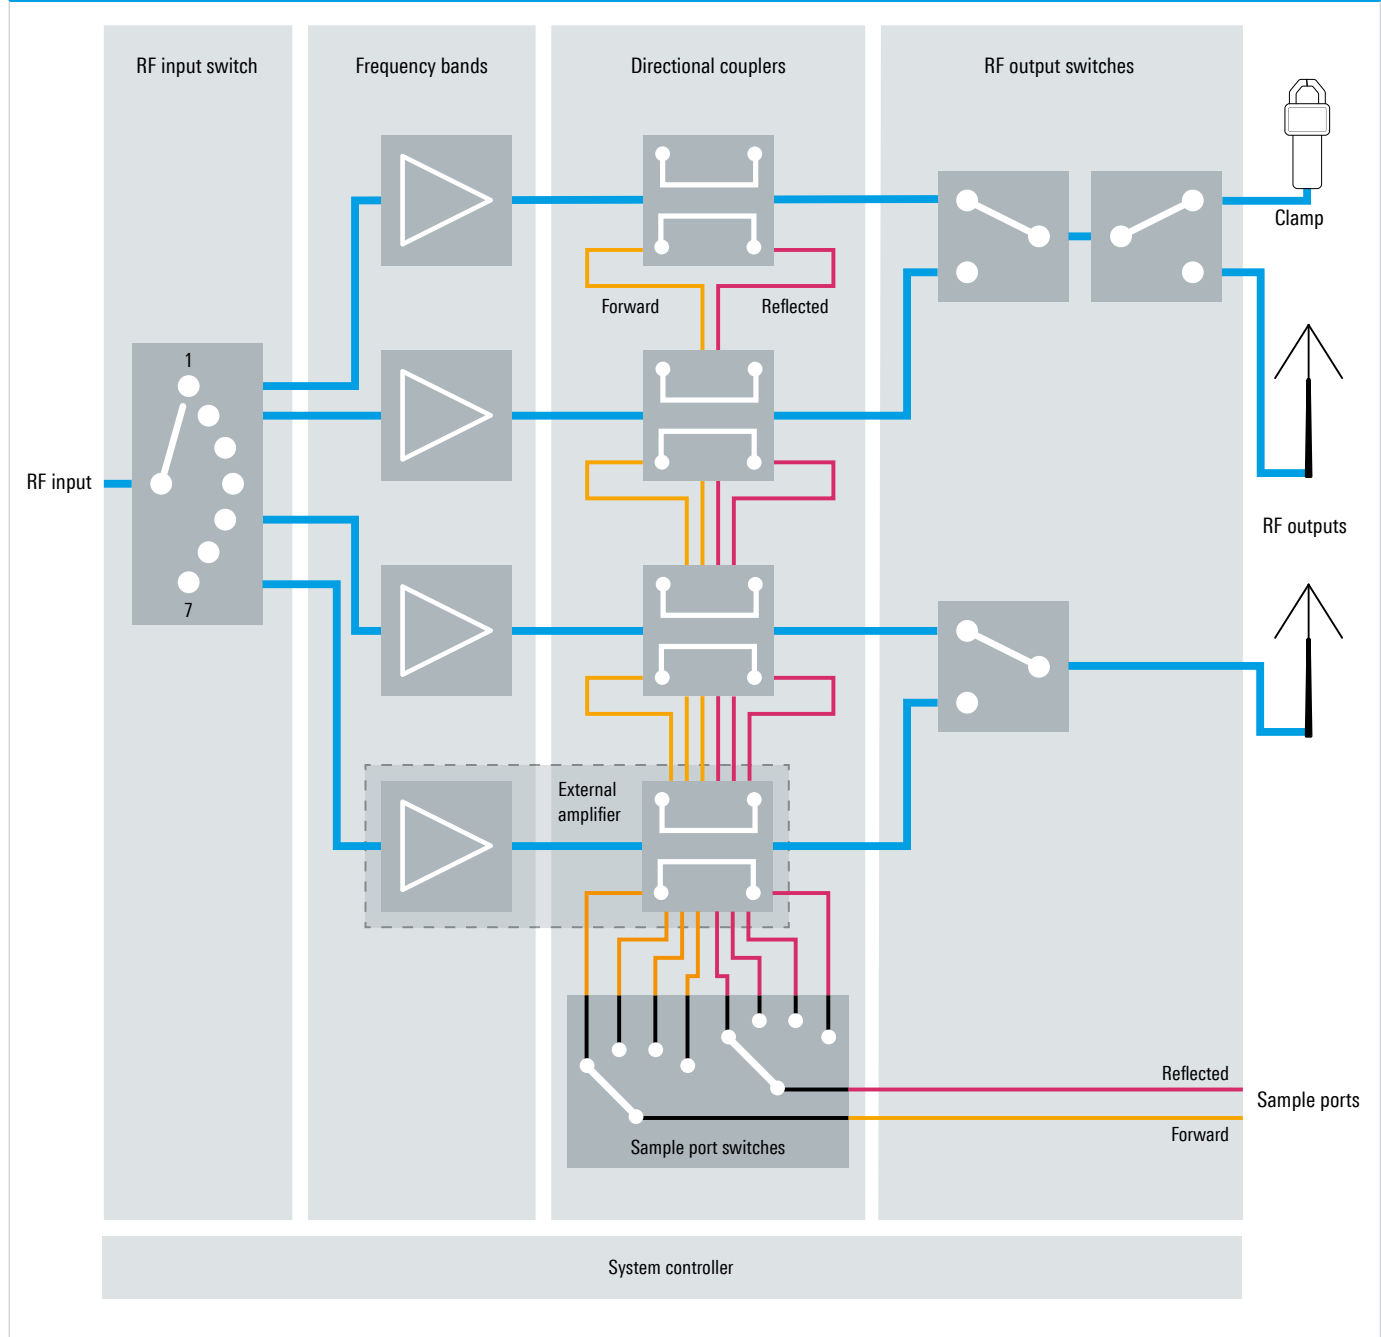 RF input switch
Frequency bands
Directional couplers
RF output switches
Clamp
Forward
Reflected
1
RF input
7
RF outputs
External
amplifier
Reflected
Sample ports
Forward
Sample port switches
System controller